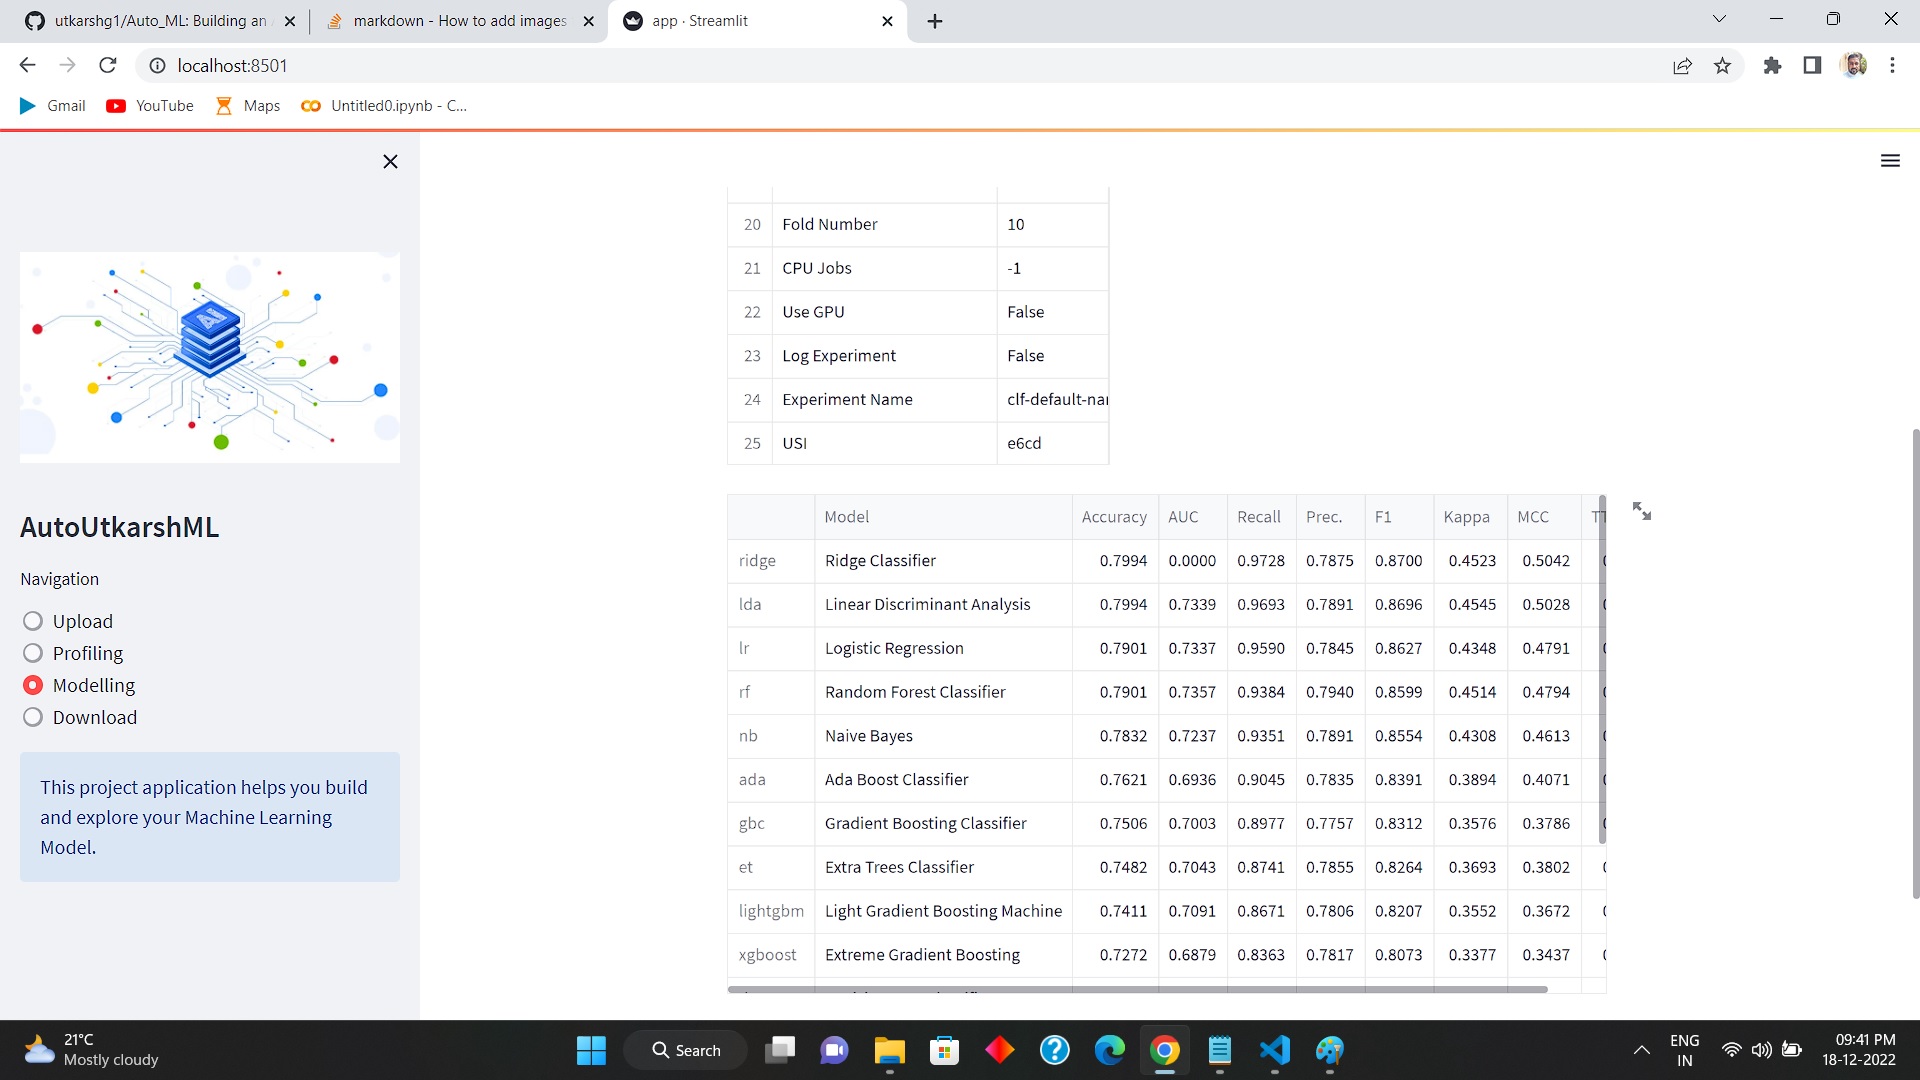 utkarshg1/Auto_ML: Building an
markdown - How to add images
app · Streamlit
localhost:8501
Gmail
YouTube
Maps
Untitled0.ipynb - C...
AI
AutoUtkarshML
Navigation
Upload
Profiling
Modelling
Download
This project application helps you build
and explore your Machine Learning
Model.
20 Fold Number 10
21 CPU Jobs -1
22 Use GPU False
23 Log Experiment False
24 Experiment Name clf-default-nar
25 USI e6cd
Model Accuracy AUC Recall Prec. F1 Kappa MCC
ridge Ridge Classifier 0.7994 0.0000 0.9728 0.7875 0.8700 0.4523 0.5042
lda Linear Discriminant Analysis 0.7994 0.7339 0.9693 0.7891 0.8696 0.4545 0.5028
lr Logistic Regression 0.7901 0.7337 0.9590 0.7845 0.8627 0.4348 0.4791
rf Random Forest Classifier 0.7901 0.7357 0.9384 0.7940 0.8599 0.4514 0.4794
nb Naive Bayes 0.7832 0.7237 0.9351 0.7891 0.8554 0.4308 0.4613
ada Ada Boost Classifier 0.7621 0.6936 0.9045 0.7835 0.8391 0.3894 0.4071
gbc Gradient Boosting Classifier 0.7506 0.7003 0.8977 0.7757 0.8312 0.3576 0.3786
et Extra Trees Classifier 0.7482 0.7043 0.8741 0.7855 0.8264 0.3693 0.3802
lightgbm Light Gradient Boosting Machine 0.7411 0.7091 0.8671 0.7806 0.8207 0.3552 0.3672
xgboost Extreme Gradient Boosting 0.7272 0.6879 0.8363 0.7817 0.8073 0.3377 0.3437
21°C
Mostly cloudy
Search
ENG
IN
09:41 PM
18-12-2022